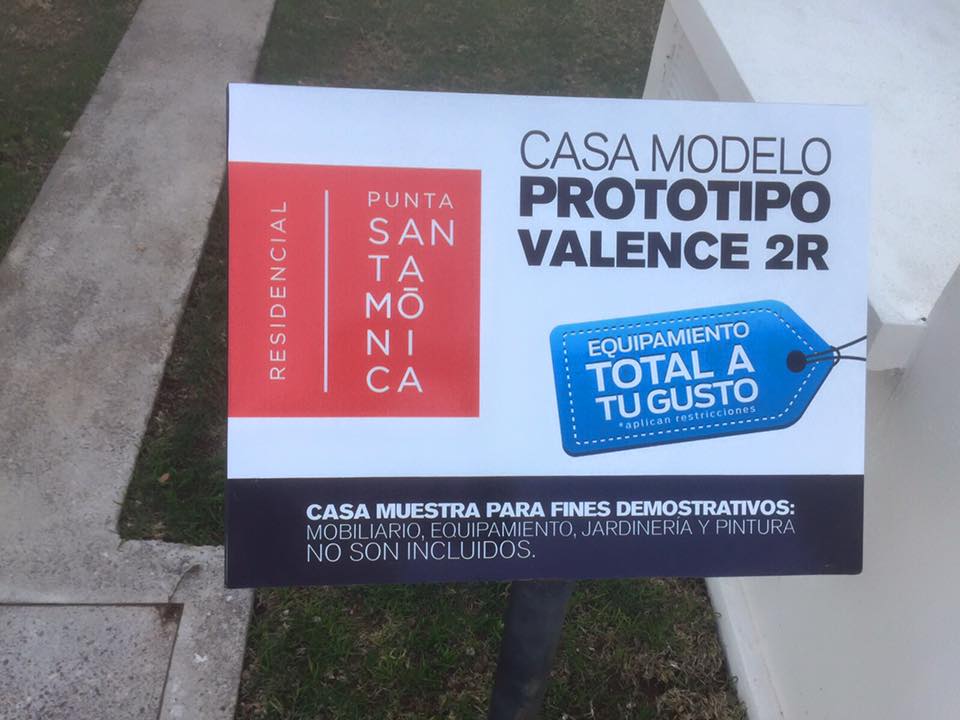 RESIDENCIAL
PUNTA
SAN
TA
MŌ
NI
CA
CASA MODELO
PROTOTIPO
VALENCE 2R
EQUIPAMIENTO
TOTAL A
TU GUSTO
*aplican restricciones
CASA MUESTRA PARA FINES DEMOSTRATIVOS:
MOBILIARIO, EQUIPAMIENTO, JARDINERÍA Y PINTURA
NO SON INCLUIDOS.